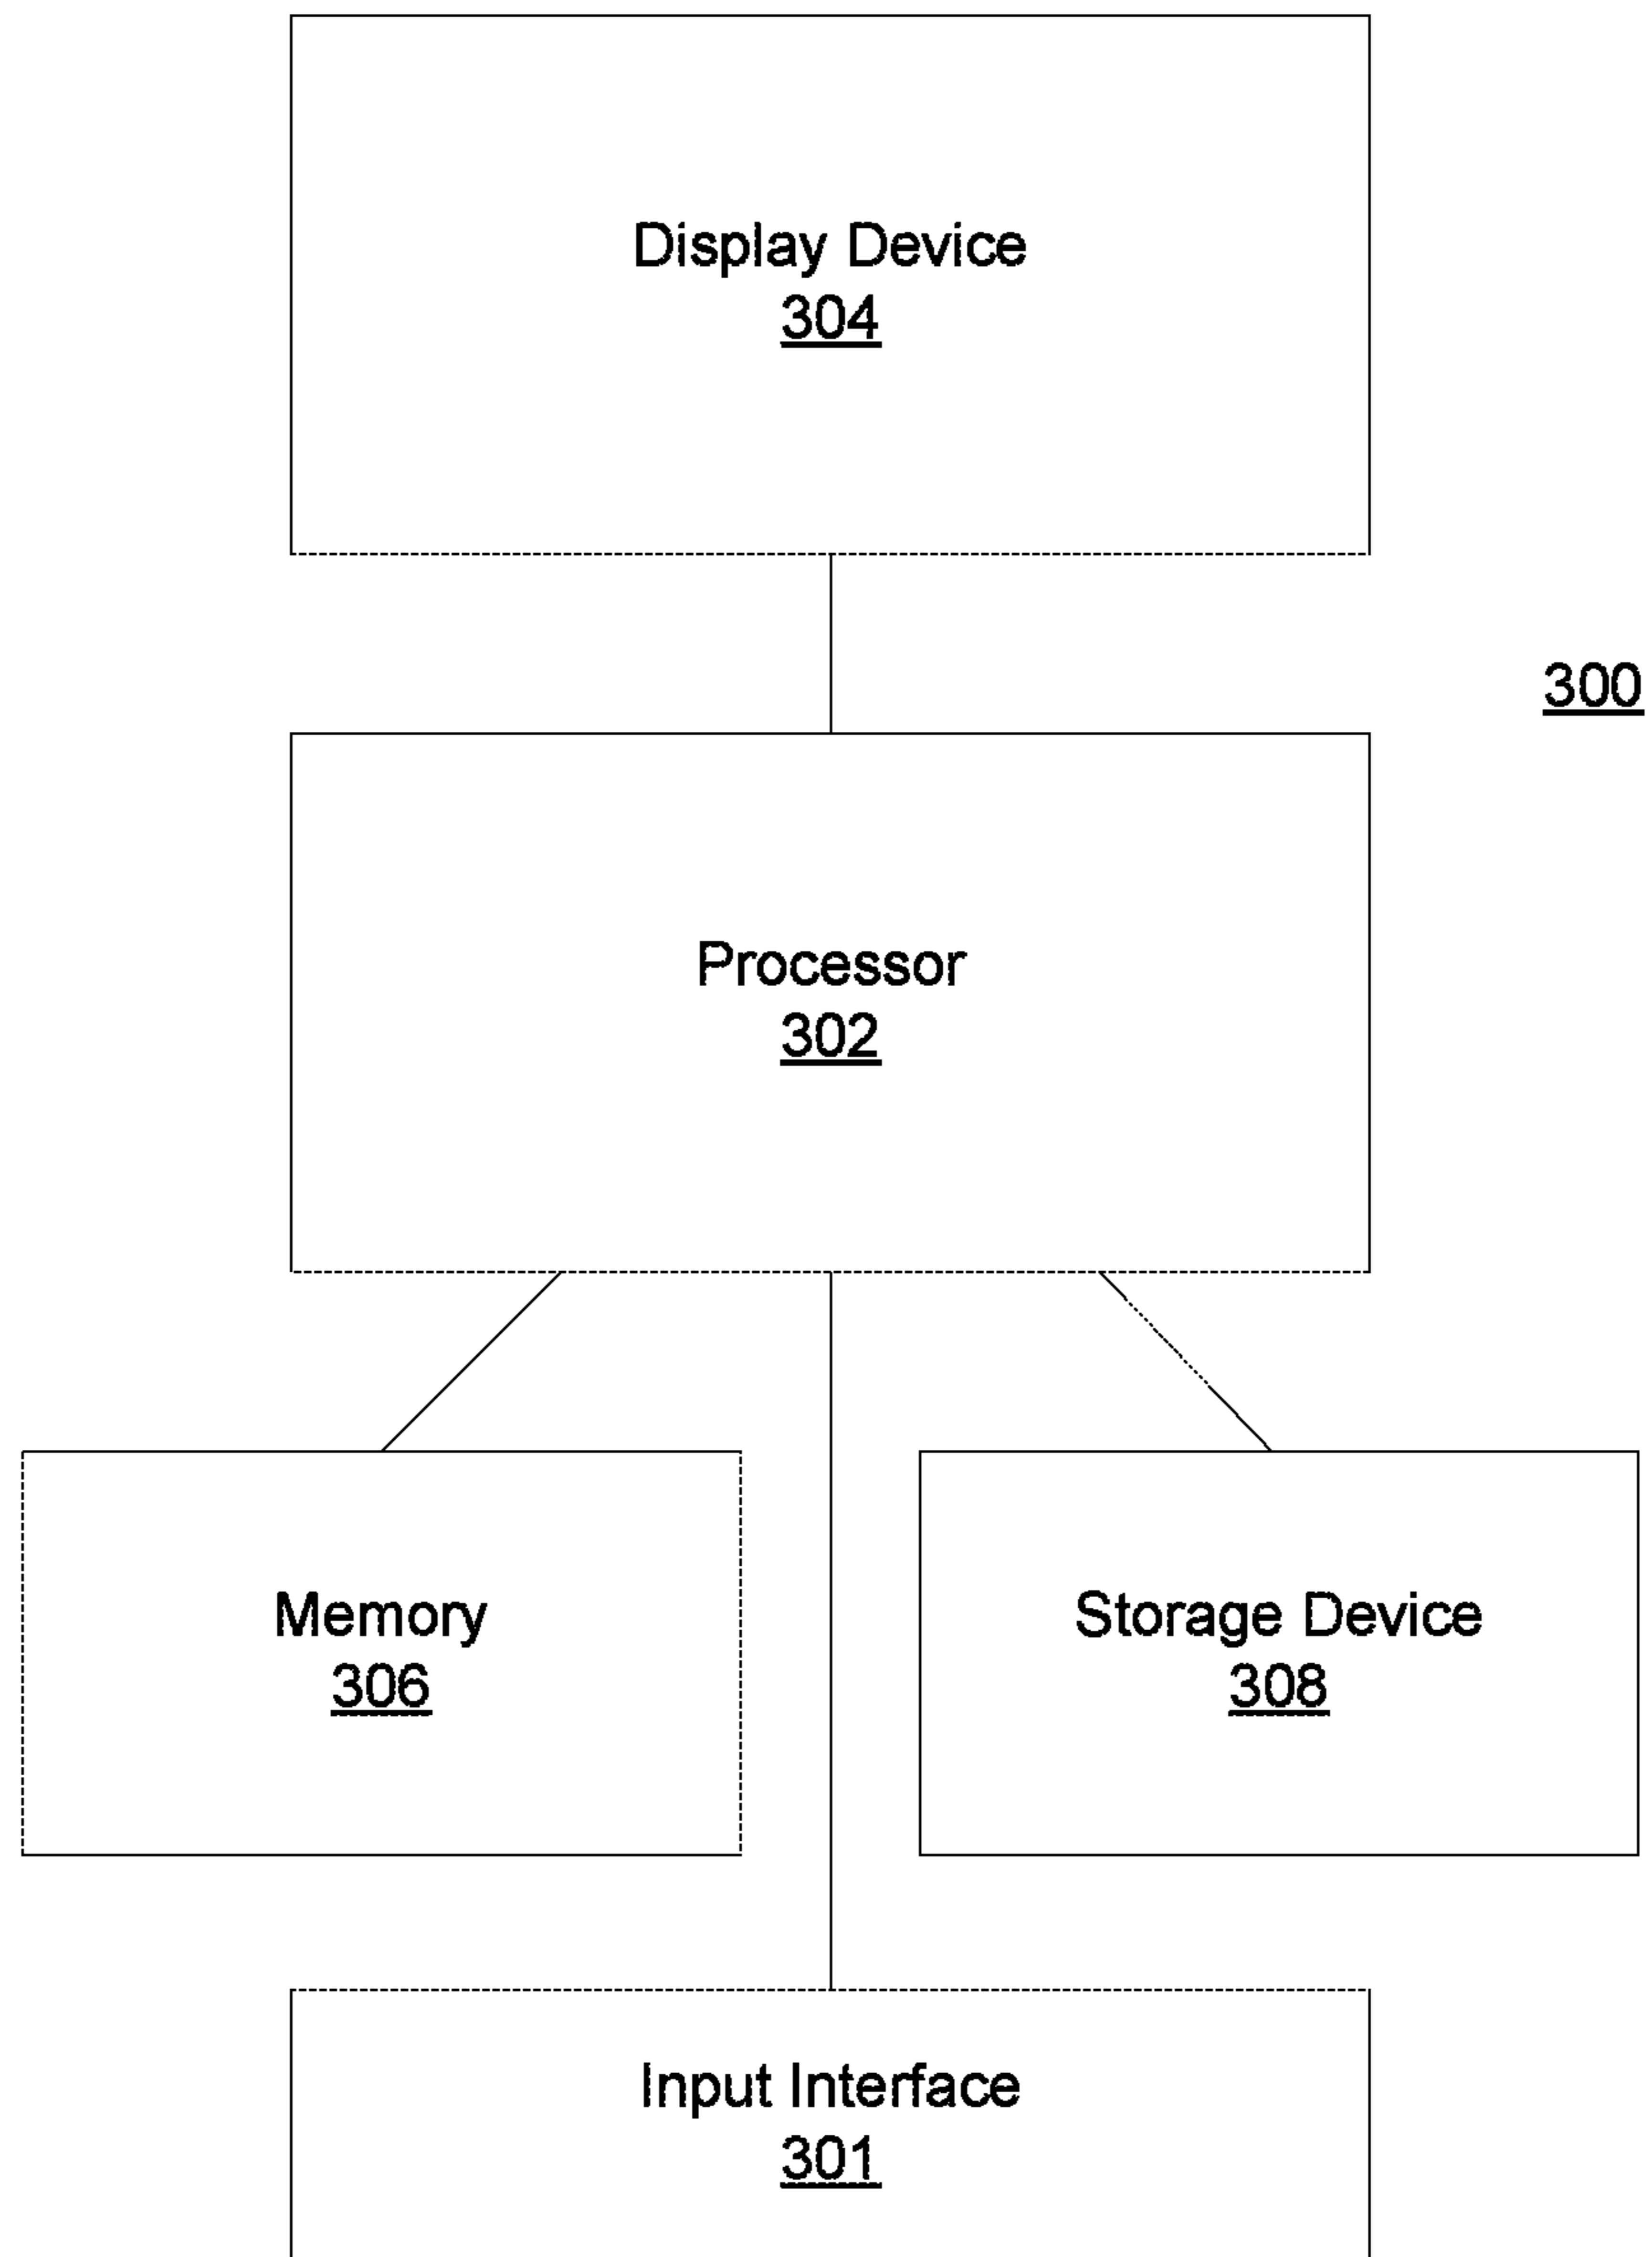 Display Device
304
300
Processor
302
Memory
306
Storage Device
308
Input Interface
301